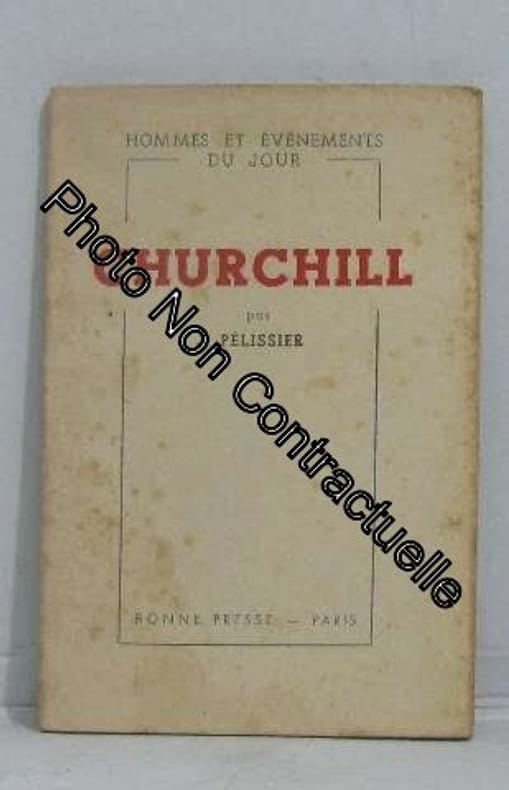 HOMMES ET ÉVÉNEMENTS
DU JOUR
CHURCHILL
par
PÉLISSIER
BONNE PRESSE — PARIS
Photo Non Contractuelle